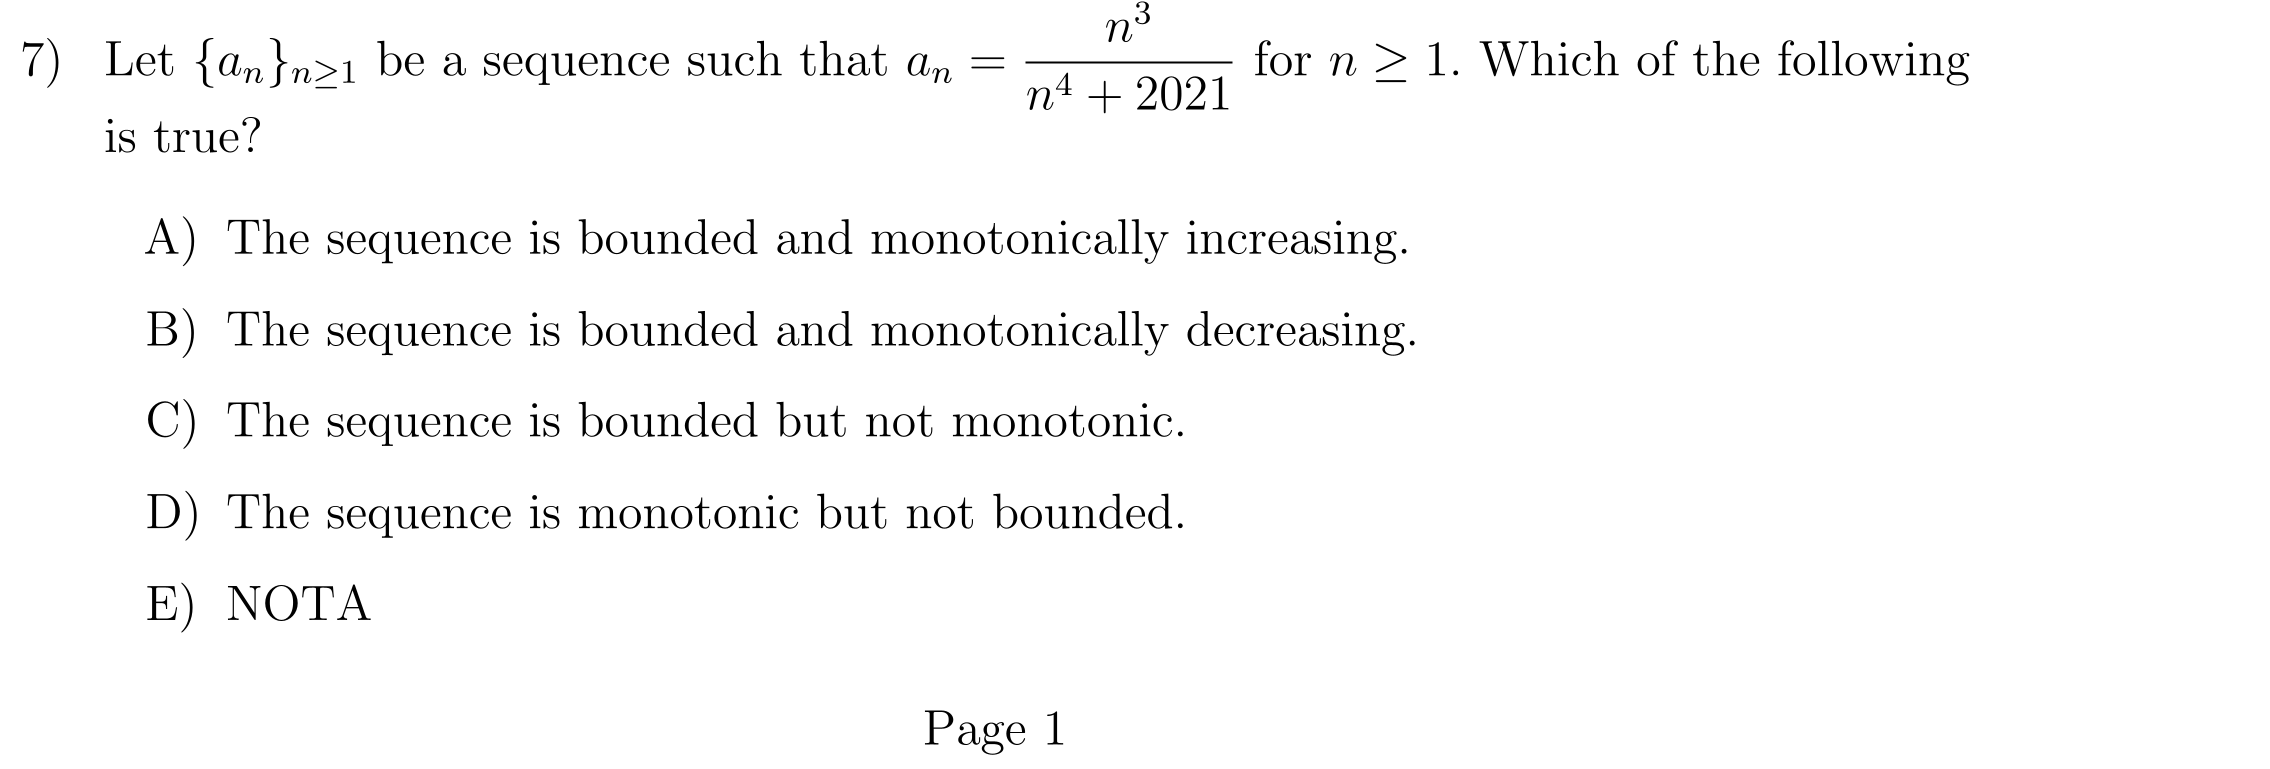 7) Let $\{a_n\}_{n\geq 1}$ be a sequence such that $a_n = \dfrac{n^3}{n^4 + 2021}$ for $n \geq 1$. Which of the following
is true?
A) The sequence is bounded and monotonically increasing.
B) The sequence is bounded and monotonically decreasing.
C) The sequence is bounded but not monotonic.
D) The sequence is monotonic but not bounded.
E) NOTA
Page 1